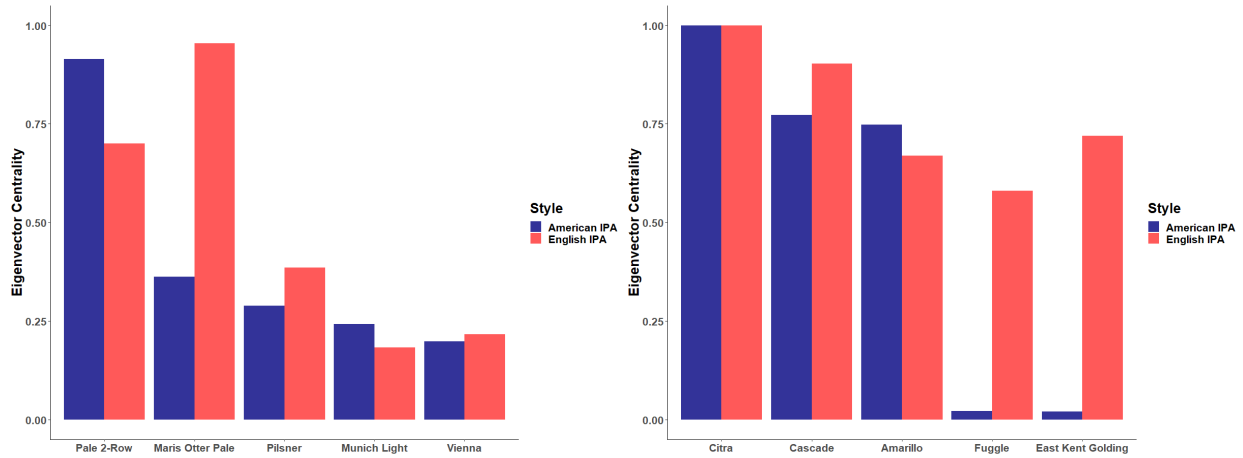 Eigenvector Centrality
1.00
0.75
0.50
0.25
0.00
Pale 2-Row Maris Otter Pale Pilsner Munich Light Vienna
Style
American IPA
English IPA
Eigenvector Centrality
1.00
0.75
0.50
0.25
0.00
Citra Cascade Amarillo Fuggle East Kent Golding
Style
American IPA
English IPA